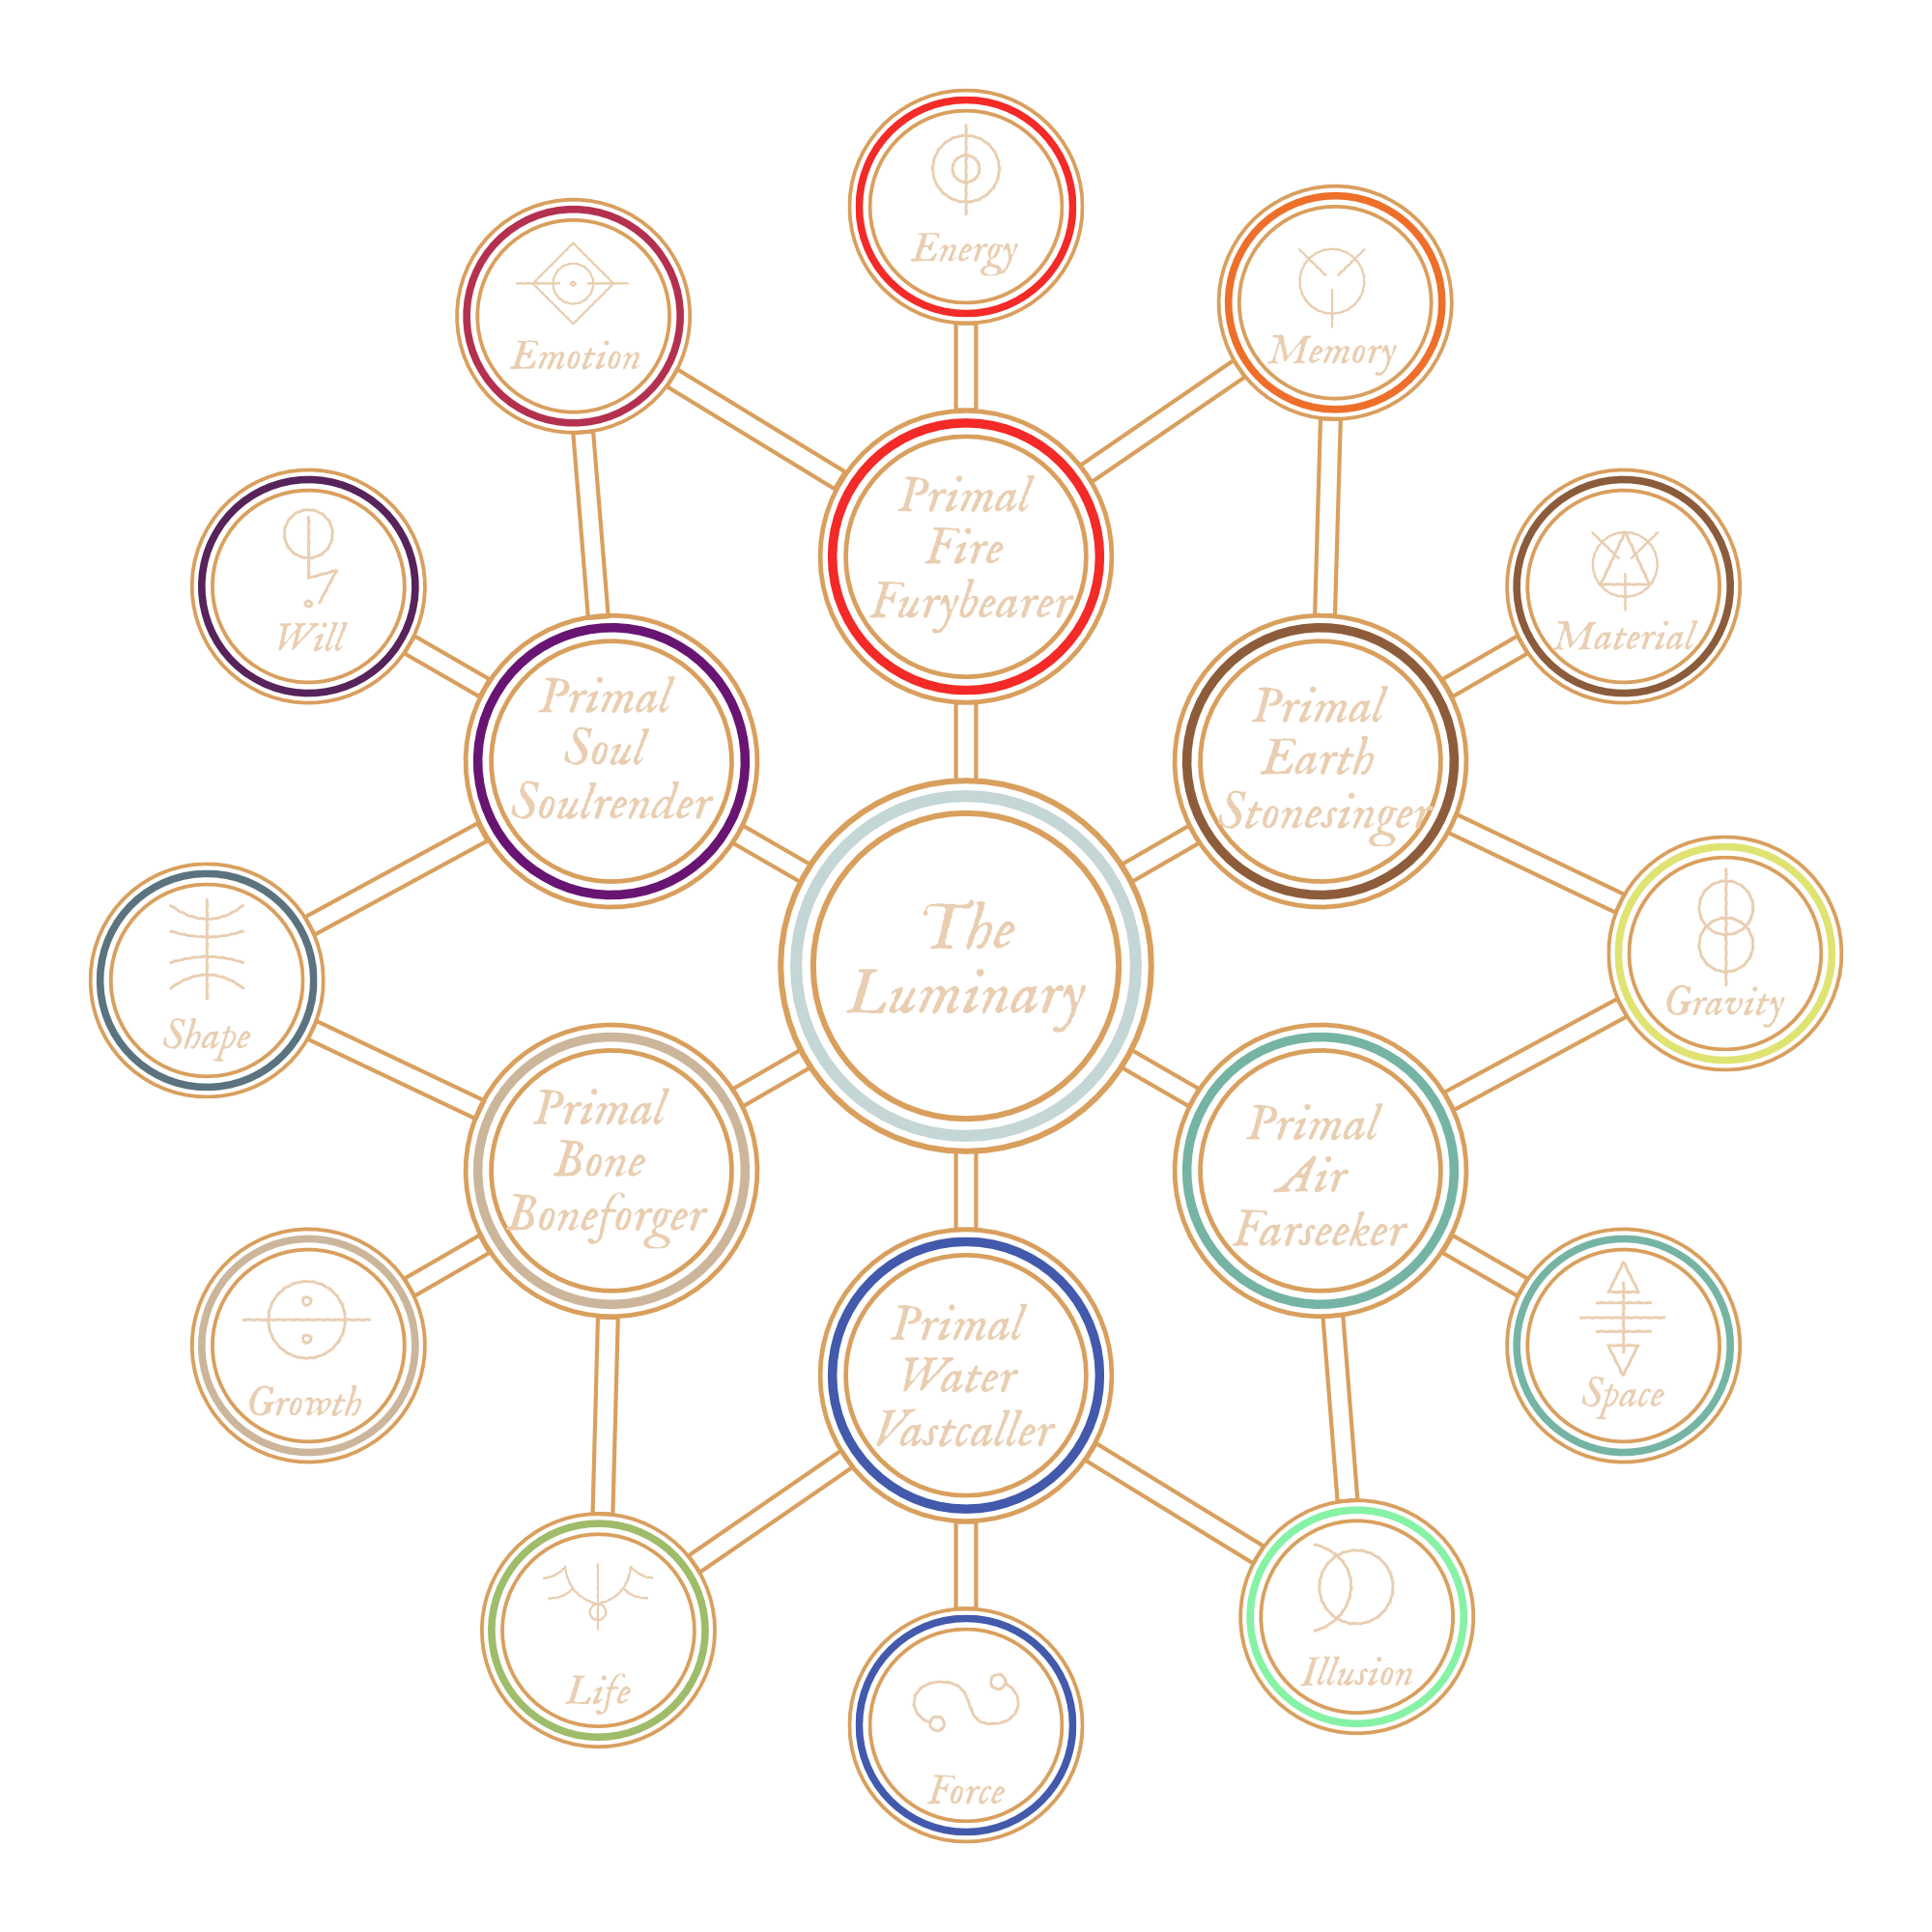 Energy
Memory
Emotion
Primal
Fire
Furybearer
Will
Material
Primal
Soul
Soulrender
Primal
Earth
Stonesinger
The
Luminary
Shape
Gravity
Primal
Bone
Boneforger
Primal
Air
Farseeker
Growth
Primal
Water
Vastcaller
Space
Life
Illusion
Force